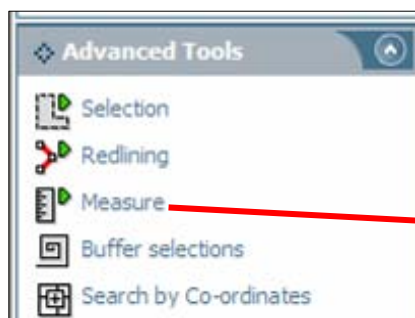 Advanced Tools
Selection
Redlining
Measure
Buffer selections
Search by Co-ordinates